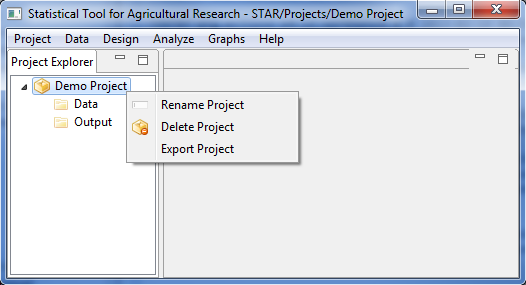 Statistical Tool for Agricultural Research - STAR/Projects/Demo Project
Project Data Design Analyze Graphs Help
Project Explorer
Demo Project
Data
Output
Rename Project
Delete Project
Export Project